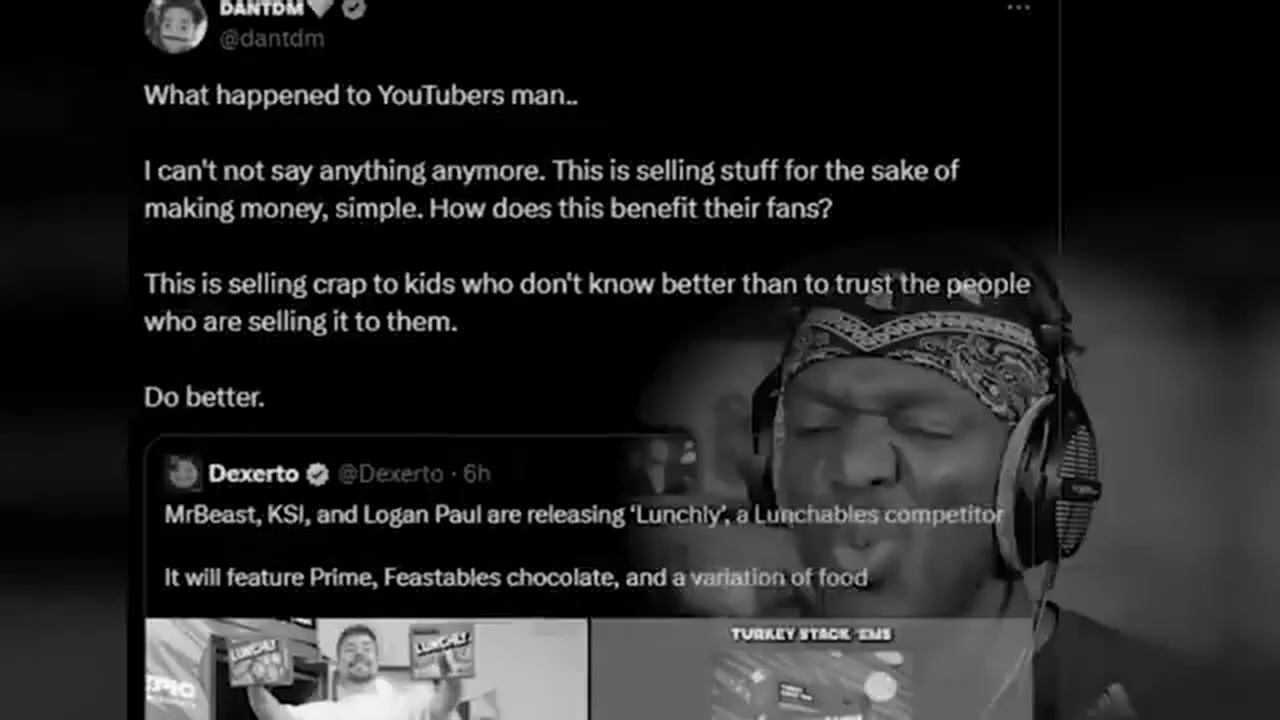 DANTDM
@dantdm
What happened to YouTubers man..
I can't not say anything anymore. This is selling stuff for the sake of
making money, simple. How does this benefit their fans?
This is selling crap to kids who don't know better than to trust the people
who are selling it to them.
Do better.
Dexerto @Dexerto · 6h
MrBeast, KSI, and Logan Paul are releasing ‘Lunchly’, a Lunchables competitor
It will feature Prime, Feastables chocolate, and a variation of food
LUNCHLY LUNCHLY
EPIC
TURKEY STACK 'EMS